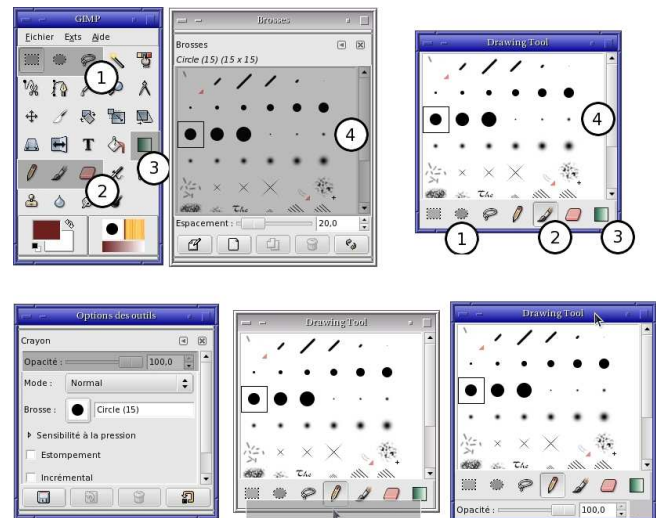 GIMP
Fichier Exts Aide
1
2
3
Brosses
Brosses
Circle (15) (15 x 15)
4
Espacement : 20,0
Drawing Tool
4
1 2 3
Options des outils
Crayon
Opacité : 100,0
Mode : Normal
Brosse : Circle (15)
Sensibilité à la pression
Estompement
Incrémental
Drawing Tool
Drawing Tool
Opacité : 100,0